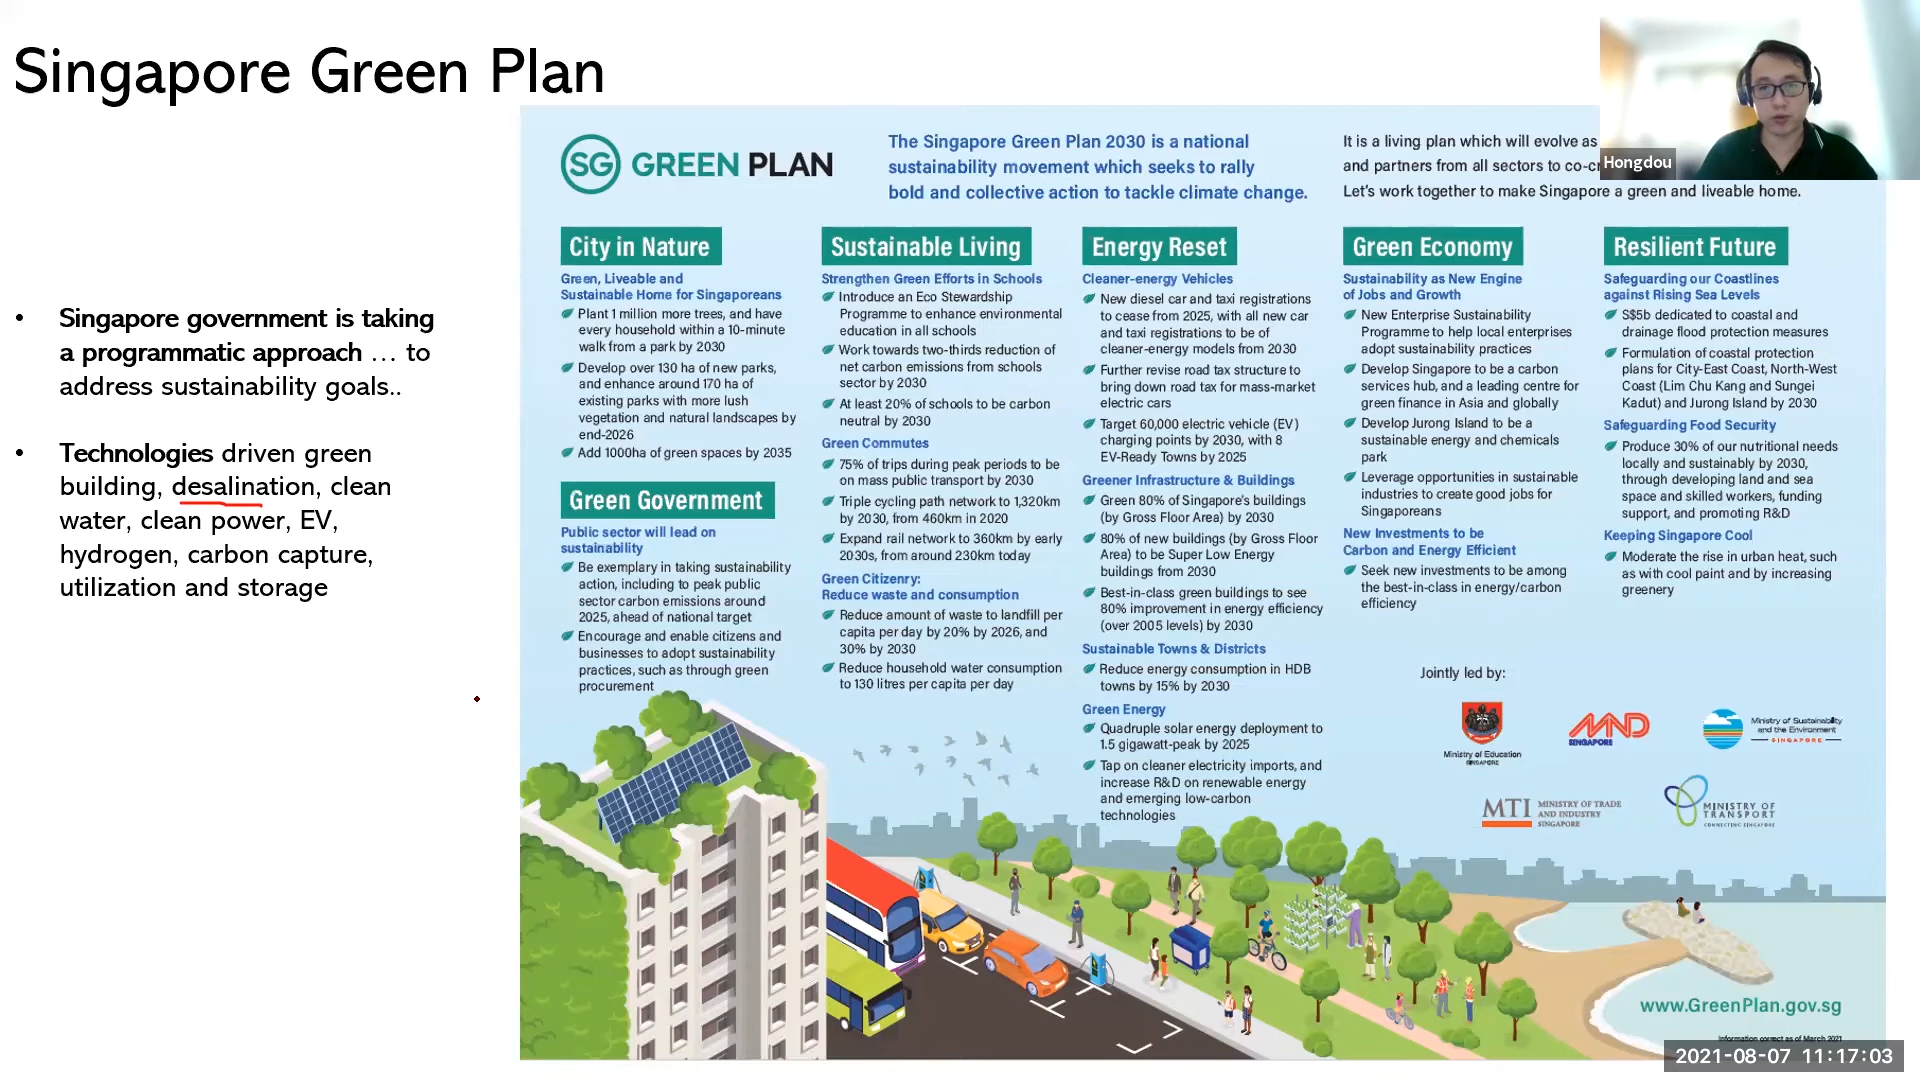 Singapore Green Plan
• Singapore government is taking
a programmatic approach ... to
address sustainability goals..
• Technologies driven green
building, desalination, clean
water, clean power, EV,
hydrogen, carbon capture,
utilization and storage
SG GREEN PLAN
The Singapore Green Plan 2030 is a national
sustainability movement which seeks to rally
bold and collective action to tackle climate change.
It is a living plan which will evolve as
and partners from all sectors to
Let's work together to make Singapore a green and liveable home.
Hongdou
City in Nature
Green, Liveable and
Sustainable Home for Singaporeans
Plant 1 million more trees, and have
every household within a 10-minute
walk from a park by 2030
Develop over 130 ha of new parks,
and enhance around 170 ha of
existing parks with more lush
vegetation and natural landscapes by
end-2026
Add 1000ha of green spaces by 2035
Green Government
Public sector will lead on
sustainability
Be exemplary in taking sustainability
action, including to peak public
sector carbon emissions around
2025, ahead of national target
Encourage and enable citizens and
businesses to adopt sustainability
practices, such as through green
procurement
Sustainable Living
Strengthen Green Efforts in Schools
Introduce an Eco Stewardship
Programme to enhance environmental
education in all schools
Work towards two-thirds reduction of
net carbon emissions from schools
sector by 2030
At least 20% of schools to be carbon
neutral by 2030
Green Commutes
75% of trips during peak periods to be
on mass public transport by 2030
Triple cycling path network to 1,320km
by 2030, from 460km in 2020
Expand rail network to 360km by early
2030s, from around 230km today
Green Citizenry:
Reduce waste and consumption
Reduce amount of waste to landfill per
capita per day by 20% by 2026, and
30% by 2030
Reduce household water consumption
to 130 litres per capita per day
Energy Reset
Cleaner-energy Vehicles
New diesel car and taxi registrations
to cease from 2025, with all new car
and taxi registrations to be of
cleaner-energy models from 2030
Further revise road tax structure to
bring down road tax for mass-market
electric cars
Target 60,000 electric vehicle (EV)
charging points by 2030, with 8
EV-Ready Towns by 2025
Greener Infrastructure & Buildings
Green 80% of Singapore's buildings
(by Gross Floor Area) by 2030
80% of new buildings (by Gross Floor
Area) to be Super Low Energy
buildings from 2030
Best-in-class green buildings to see
80% improvement in energy efficiency
(over 2005 levels) by 2030
Sustainable Towns & Districts
Reduce energy consumption in HDB
towns by 15% by 2030
Green Energy
Quadruple solar energy deployment to
1.5 gigawatt-peak by 2025
Tap on cleaner electricity imports, and
increase R&D on renewable energy
and emerging low-carbon
technologies
Green Economy
Sustainability as New Engine
of Jobs and Growth
New Enterprise Sustainability
Programme to help local enterprises
adopt sustainability practices
Develop Singapore to be a carbon
services hub, and a leading centre for
green finance in Asia and globally
Develop Jurong Island to be a
sustainable energy and chemicals
park
Leverage opportunities in sustainable
industries to create good jobs for
Singaporeans
New Investments to be
Carbon and Energy Efficient
Seek new investments to be among
the best-in-class in energy/carbon
efficiency
Resilient Future
Safeguarding our Coastlines
against Rising Sea Levels
S$5b dedicated to coastal and
drainage flood protection measures
Formulation of coastal protection
plans for City-East Coast, North-West
Coast (Lim Chu Kang and Sungei
Kadut) and Jurong Island by 2030
Safeguarding Food Security
Produce 30% of our nutritional needs
locally and sustainably by 2030,
through developing land and sea
space and skilled workers, funding
support, and promoting R&D
Keeping Singapore Cool
Moderate the rise in urban heat, such
as with cool paint and by increasing
greenery
Jointly led by:
Ministry of Education
SINGAPORE
MND
SINGAPORE
Ministry of Sustainability
and the Environment
SINGAPORE
MTI MINISTRY OF TRADE
AND INDUSTRY
SINGAPORE
MINISTRY OF
TRANSPORT
CONNECTING SINGAPORE
www.GreenPlan.gov.sg
Information correct as of March 2021
2021-08-07 11:17:03